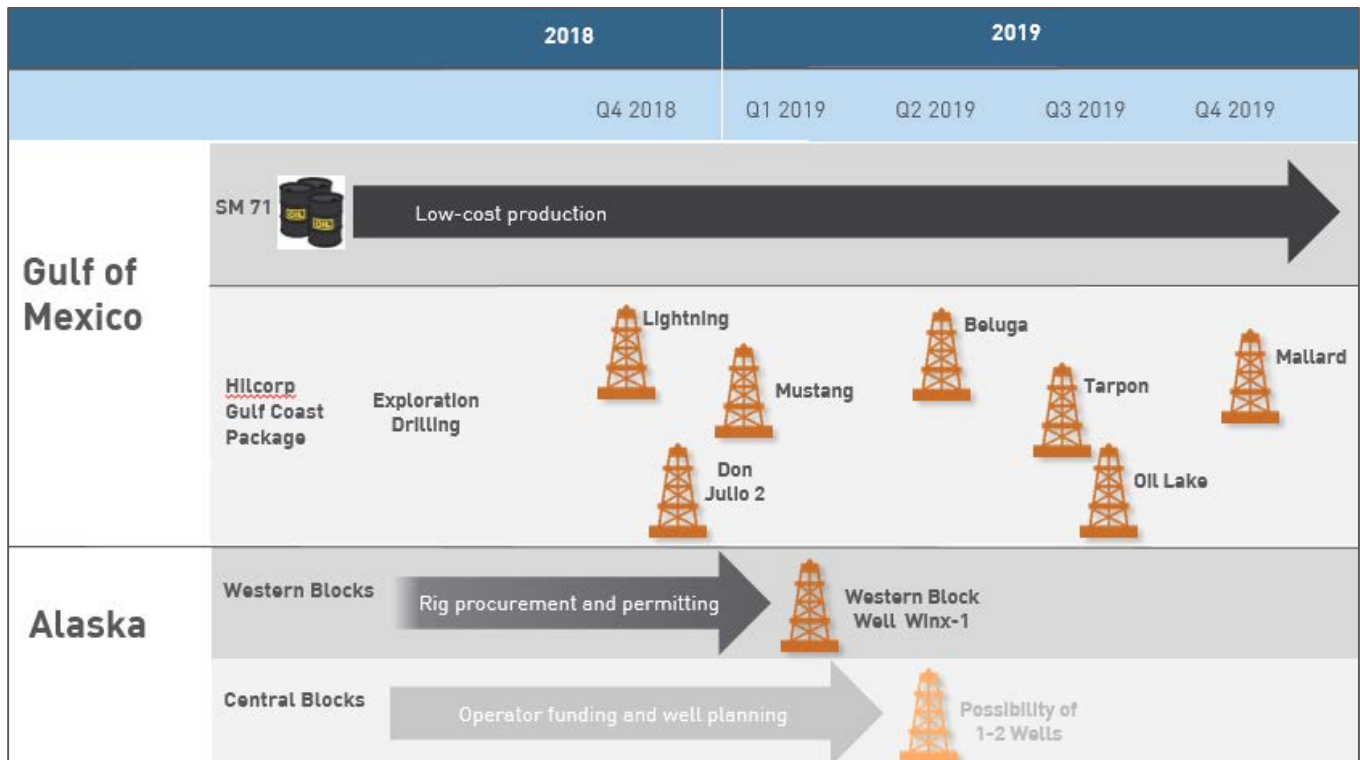 2018
2019
Q4 2018
Q1 2019
Q2 2019
Q3 2019
Q4 2019
Gulf of
Mexico
SM 71
OIL
OIL
Low-cost production
Hilcorp
Gulf Coast
Package
Exploration
Drilling
Lightning
Don
Julio 2
Mustang
Beluga
Tarpon
Oil Lake
Mallard
Alaska
Western Blocks
Rig procurement and permitting
Western Block
Well Winx-1
Central Blocks
Operator funding and well planning
Possibility of
1-2 Wells